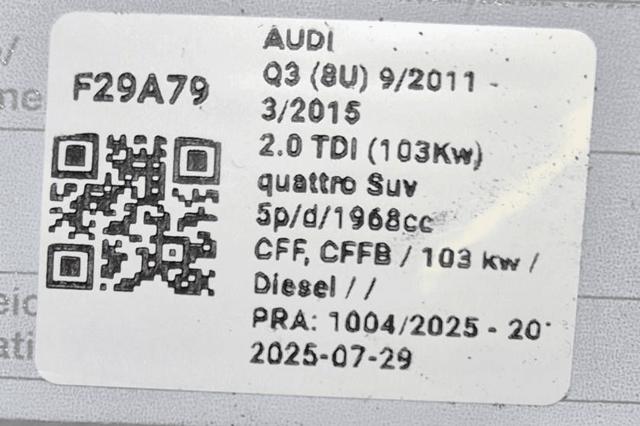 F29A79
AUDI
Q3 (8U) 9/2011 -
3/2015
2.0 TDI (103Kw)
quattro Suv
5p/d/1968cc
CFF, CFFB / 103 kw /
Diesel / /
PRA: 1004/2025 - 20
2025-07-29